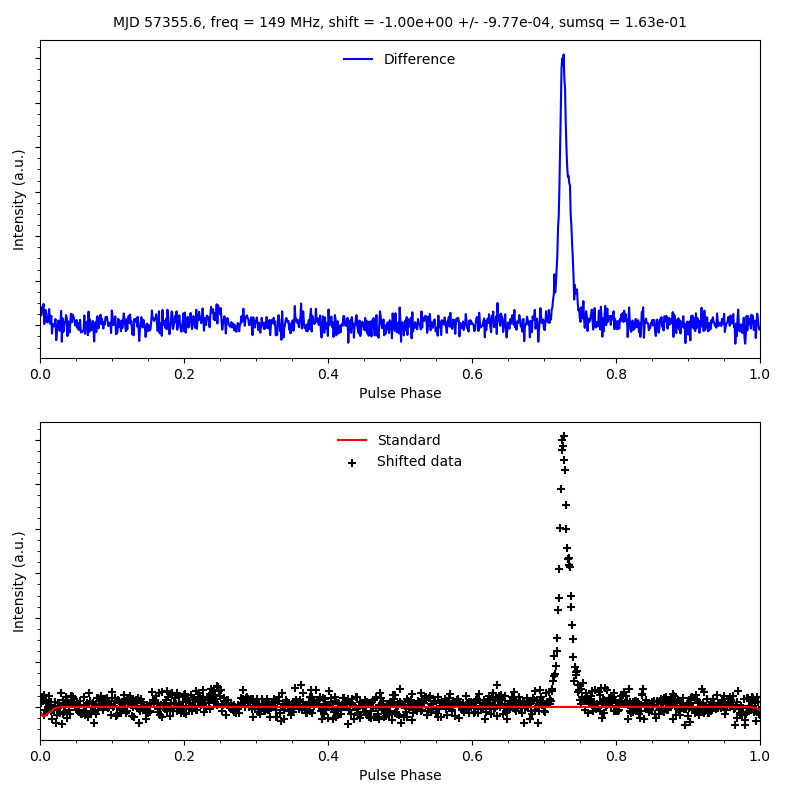 MJD 57355.6, freq = 149 MHz, shift = -1.00e+00 +/- -9.77e-04, sumsq = 1.63e-01
Difference
Intensity (a.u.)
0.0 0.2 0.4 0.6 0.8 1.0
Pulse Phase
Standard
Shifted data
Intensity (a.u.)
0.0 0.2 0.4 0.6 0.8 1.0
Pulse Phase